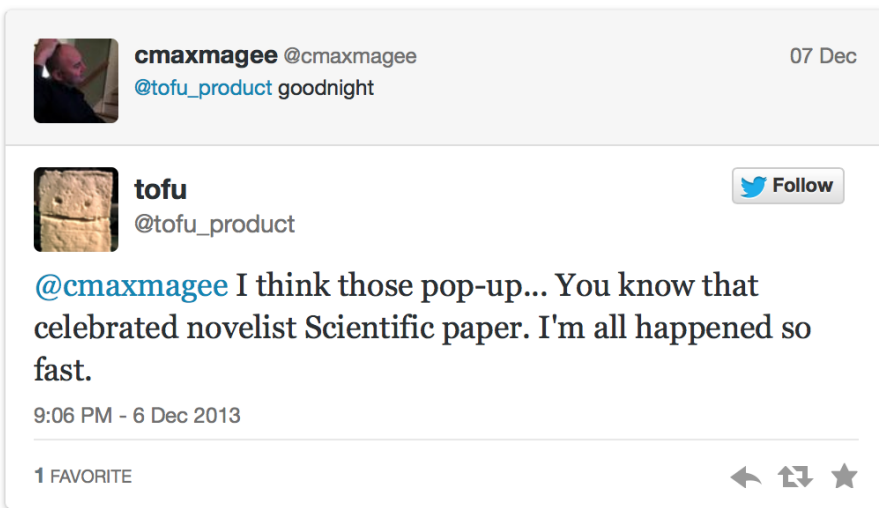 cmaxmagee @cmaxmagee 07 Dec
@tofu_product goodnight
tofu Follow
@tofu_product
@cmaxmagee I think those pop-up... You know that
celebrated novelist Scientific paper. I'm all happened so
fast.
9:06 PM - 6 Dec 2013
1 FAVORITE